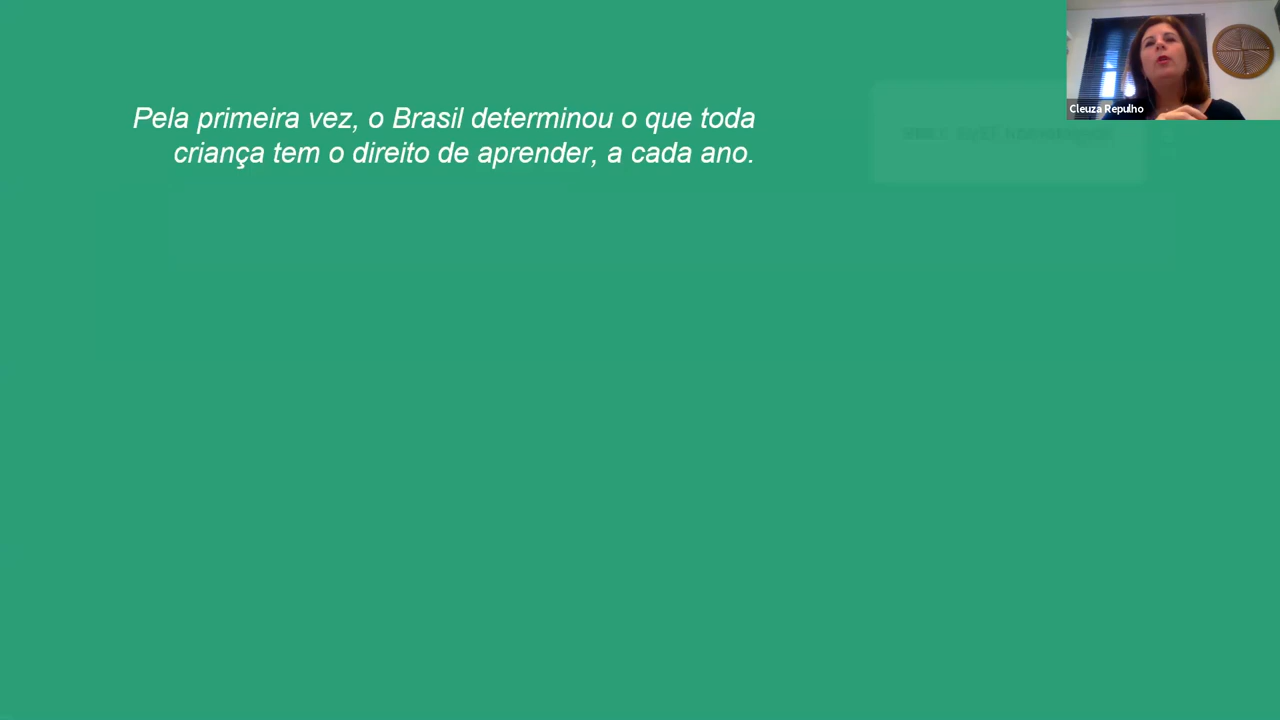 Pela primeira vez, o Brasil determinou o que toda
criança tem o direito de aprender, a cada ano.
Cleuza Repulho